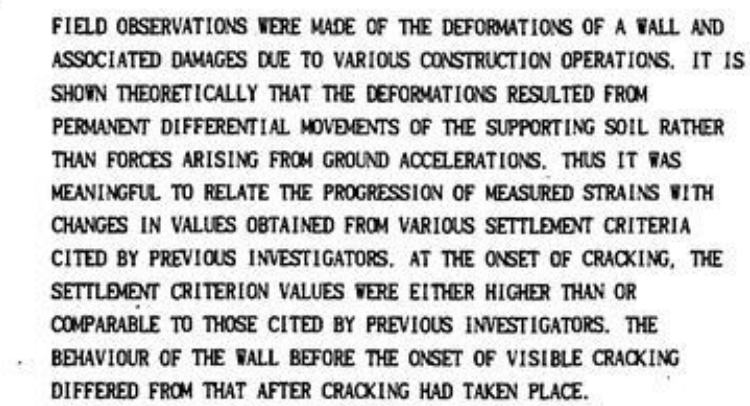 FIELD OBSERVATIONS WERE MADE OF THE DEFORMATIONS OF A WALL AND
ASSOCIATED DAMAGES DUE TO VARIOUS CONSTRUCTION OPERATIONS. IT IS
SHOWN THEORETICALLY THAT THE DEFORMATIONS RESULTED FROM
PERMANENT DIFFERENTIAL MOVEMENTS OF THE SUPPORTING SOIL RATHER
THAN FORCES ARISING FROM GROUND ACCELERATIONS. THUS IT WAS
MEANINGFUL TO RELATE THE PROGRESSION OF MEASURED STRAINS WITH
CHANGES IN VALUES OBTAINED FROM VARIOUS SETTLEMENT CRITERIA
CITED BY PREVIOUS INVESTIGATORS. AT THE ONSET OF CRACKING, THE
SETTLEMENT CRITERION VALUES WERE EITHER HIGHER THAN OR
COMPARABLE TO THOSE CITED BY PREVIOUS INVESTIGATORS. THE
BEHAVIOUR OF THE WALL BEFORE THE ONSET OF VISIBLE CRACKING
DIFFERED FROM THAT AFTER CRACKING HAD TAKEN PLACE.